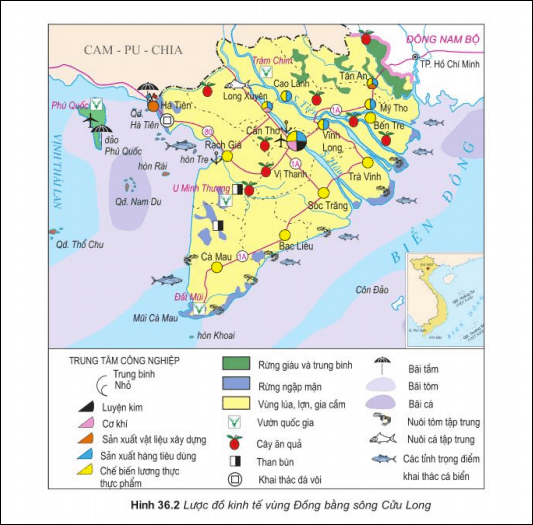 CAM - PU - CHIA
ĐÔNG NAM BỘ
TP. Hồ Chí Minh
Tràm Chim
Tân An
Cao Lãnh
Long Xuyên
1A
Mỹ Tho
Bến Tre
Phú Quốc
Hà Tiên
Qđ.
Hà Tiên
đảo
Phú Quốc
80
Cần Thơ
Vĩnh
Long
Rạch Giá
hòn Tre
hòn Rái
1A
Vị Thanh
Trà Vinh
VỊNH THÁI LAN
Qđ. Nam Du
U Minh Thượng
Sóc Trăng
BIỂN ĐÔNG
Qđ. Thổ Chu
Bạc Liêu
Cà Mau
1A
Đất Mũi
Côn Đảo
Mũi Cà Mau
hòn Khoai
TRUNG TÂM CÔNG NGHIỆP
Trung bình
Nhỏ
Luyện kim
Cơ khí
Sản xuất vật liệu xây dựng
Sản xuất hàng tiêu dùng
Chế biến lương thực
thực phẩm
Rừng giàu và trung bình
Rừng ngập mặn
Vùng lúa, lợn, gia cầm
Vườn quốc gia
Cây ăn quả
Than bùn
Khai thác đá vôi
Bãi tắm
Bãi tôm
Bãi cá
Nuôi tôm tập trung
Nuôi cá tập trung
Các tỉnh trọng điểm
khai thác cá biển
Hình 36.2 Lược đồ kinh tế vùng Đồng bằng sông Cửu Long